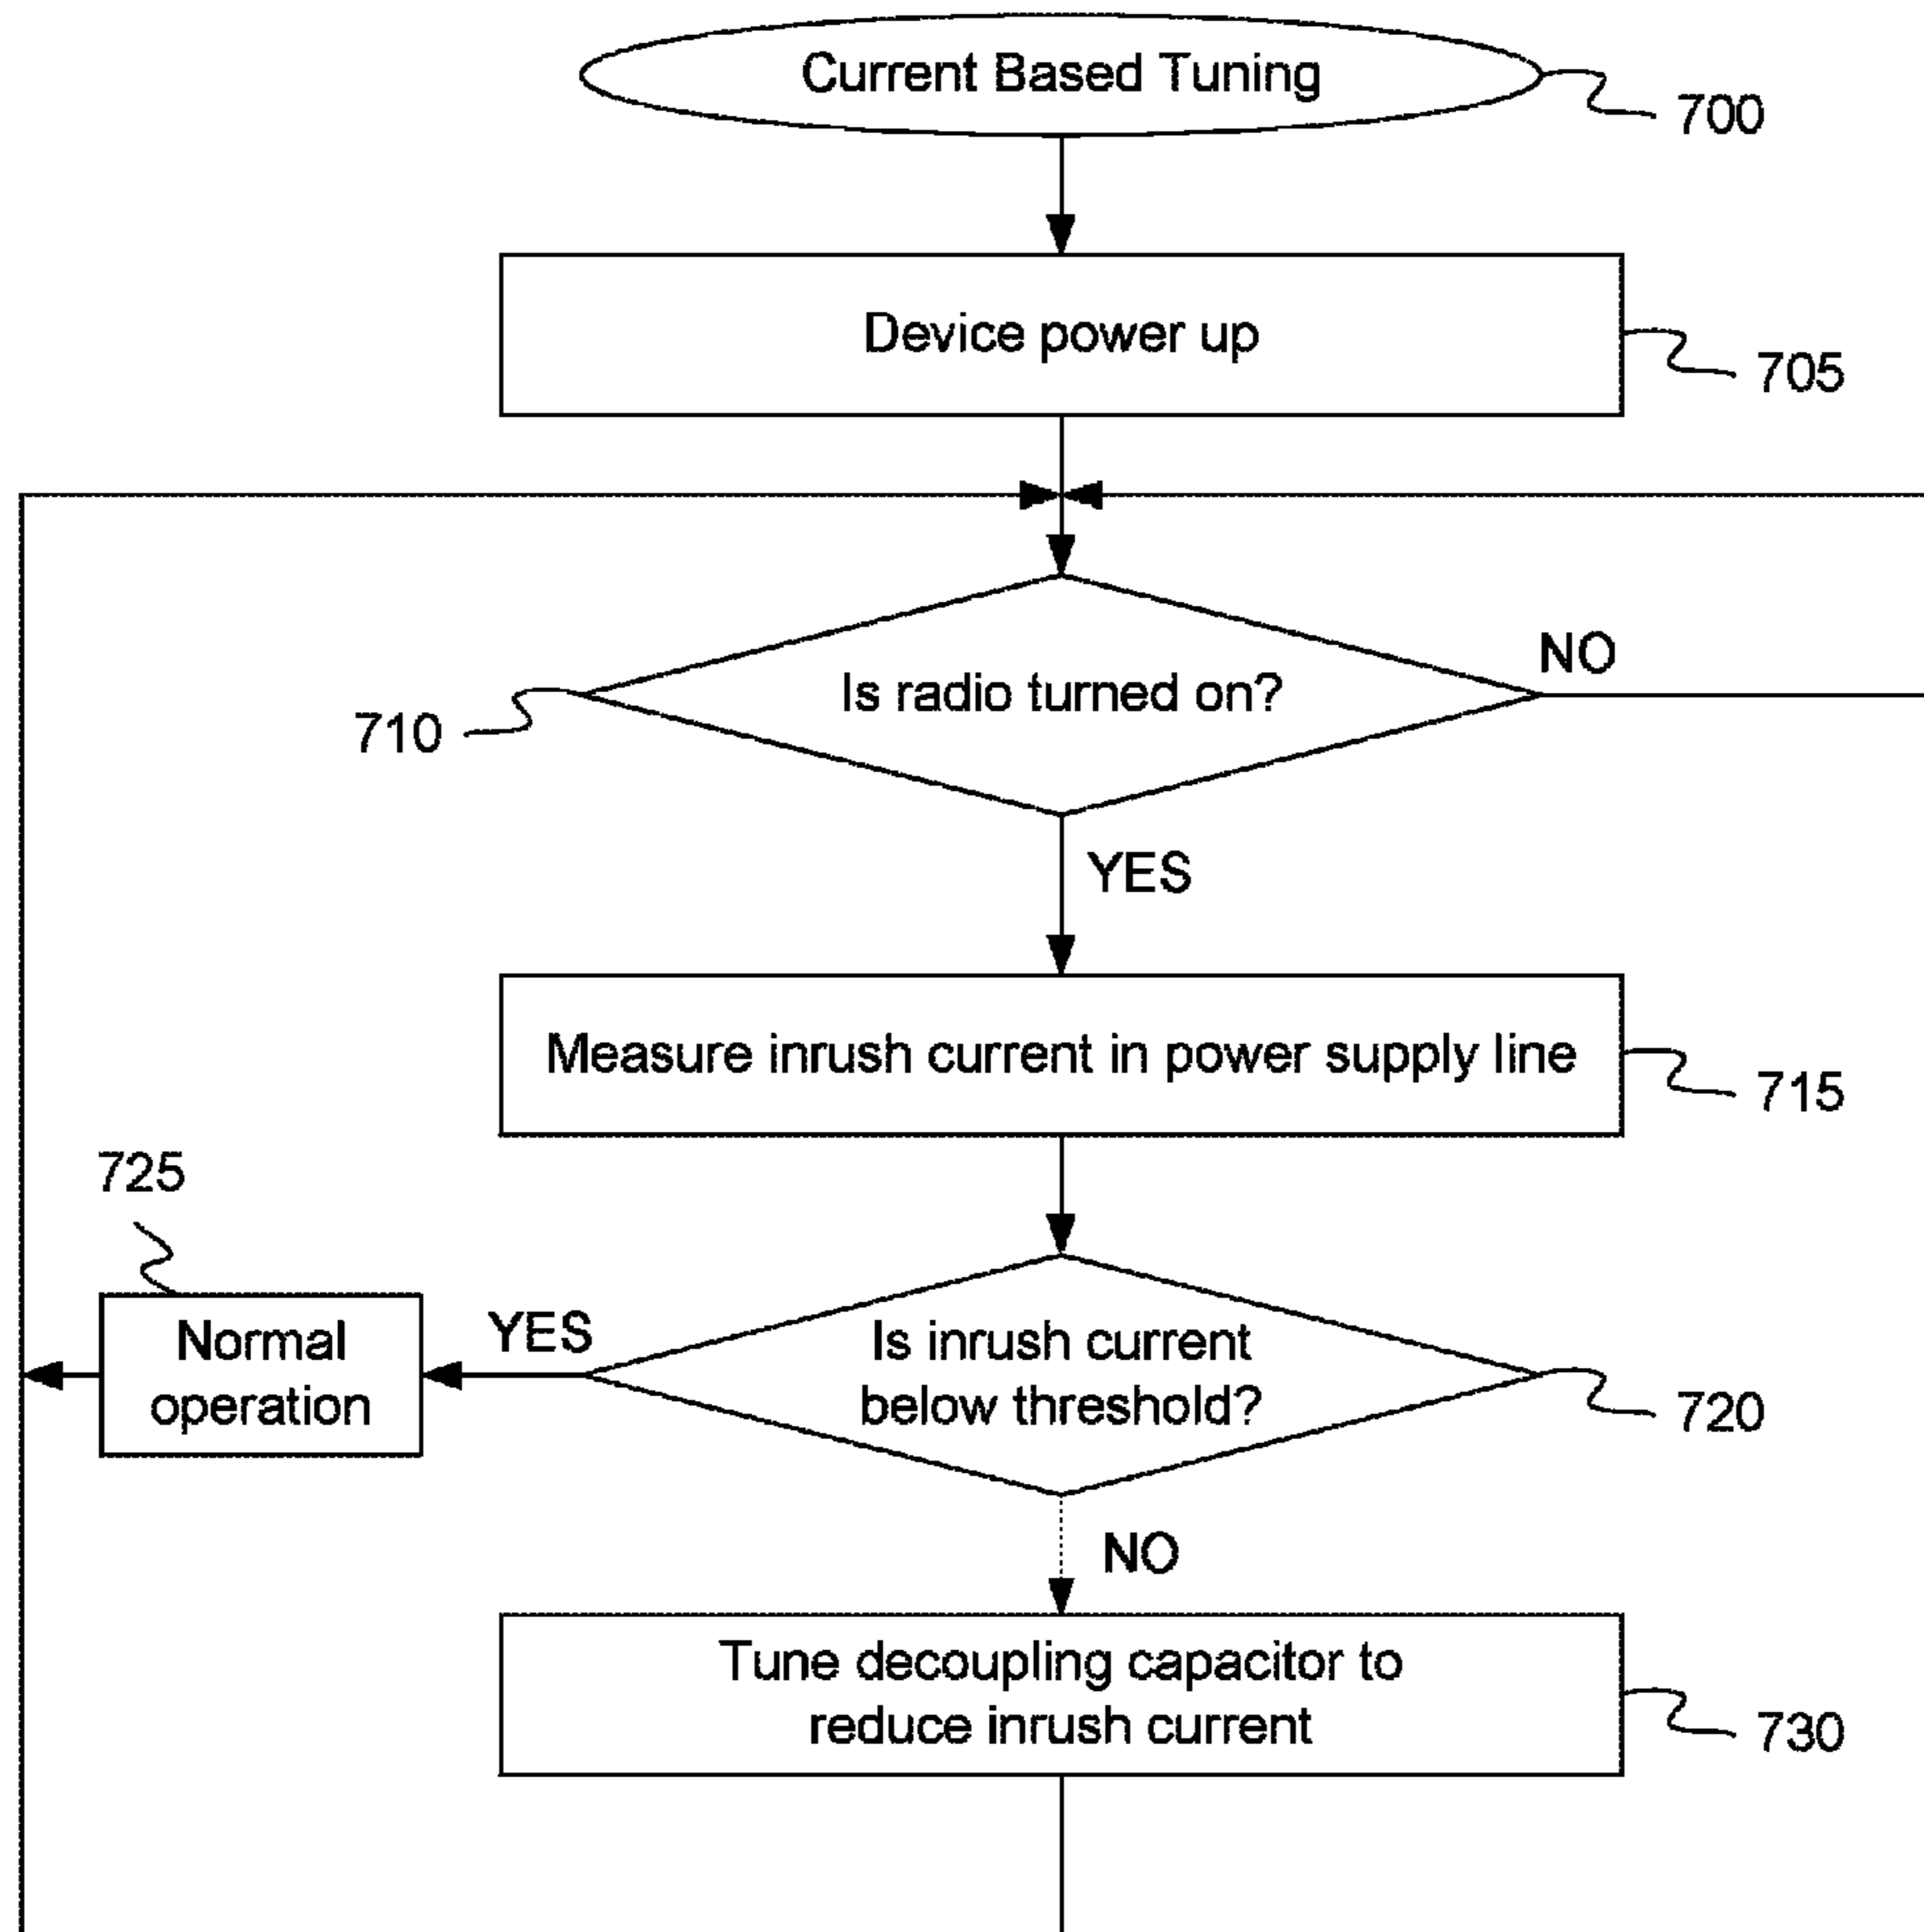 Current Based Tuning
700
Device power up
705
NO
Is radio turned on?
710
YES
Measure inrush current in power supply line
715
725
Normal
operation
YES
Is inrush current
below threshold?
720
NO
Tune decoupling capacitor to
reduce inrush current
730